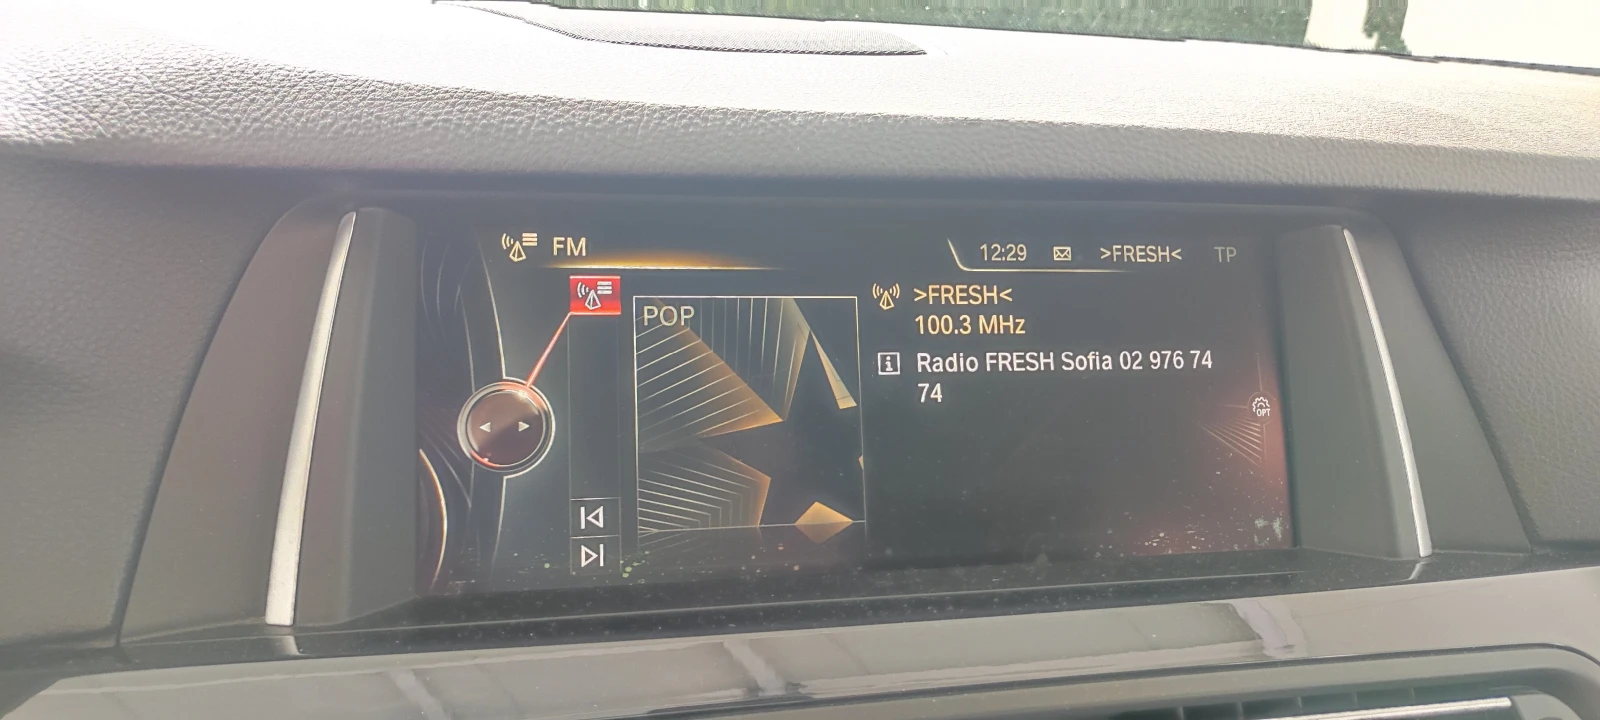 FM
12:29 >FRESH< TP
POP
>FRESH<
100.3 MHz
Radio FRESH Sofia 02 976 74
74
OPT